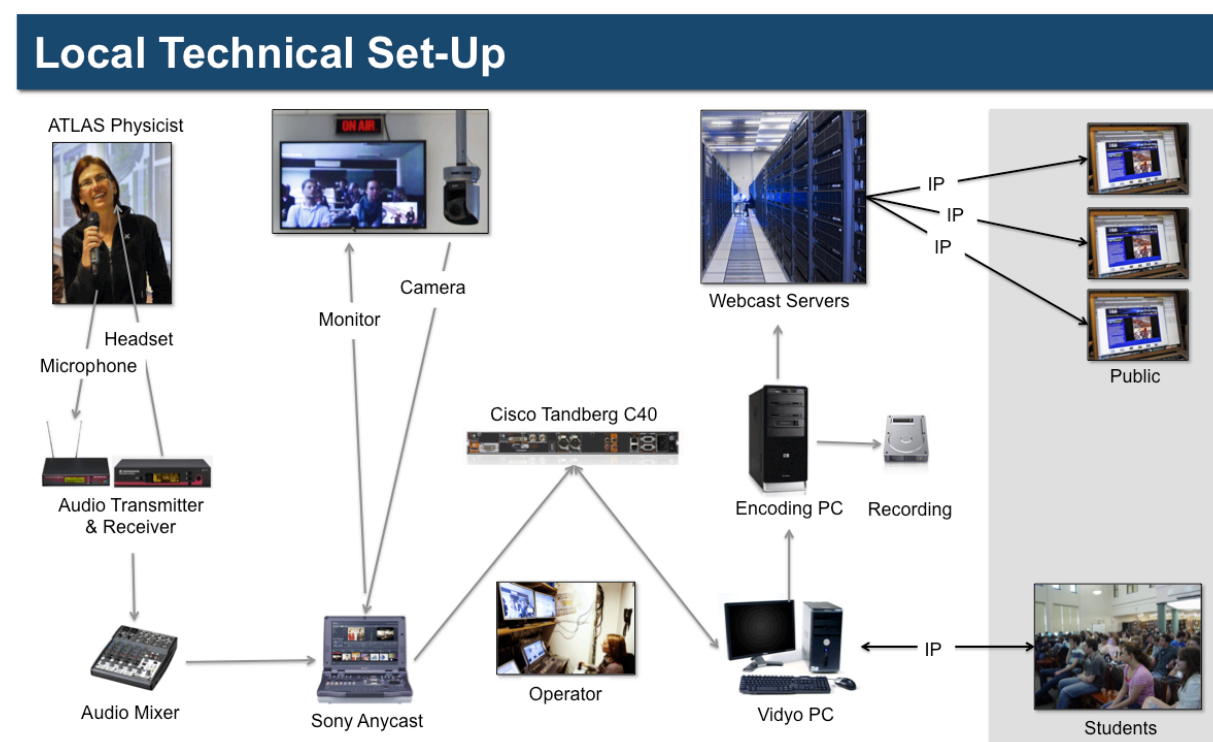 Local Technical Set-Up
ATLAS Physicist
ON AIR
Camera
Monitor
Headset
Microphone
Audio Transmitter
& Receiver
Audio Mixer
Sony Anycast
Cisco Tandberg C40
Operator
Webcast Servers
Encoding PC
Recording
Vidyo PC
IP
IP
IP
IP
Public
Students